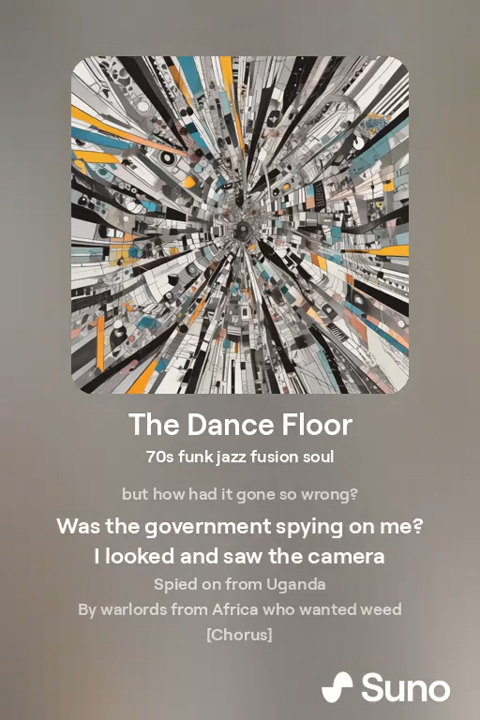 The Dance Floor
70s funk jazz fusion soul
but how had it gone so wrong?
Was the government spying on me?
I looked and saw the camera
Spied on from Uganda
By warlords from Africa who wanted weed
[Chorus]
Suno